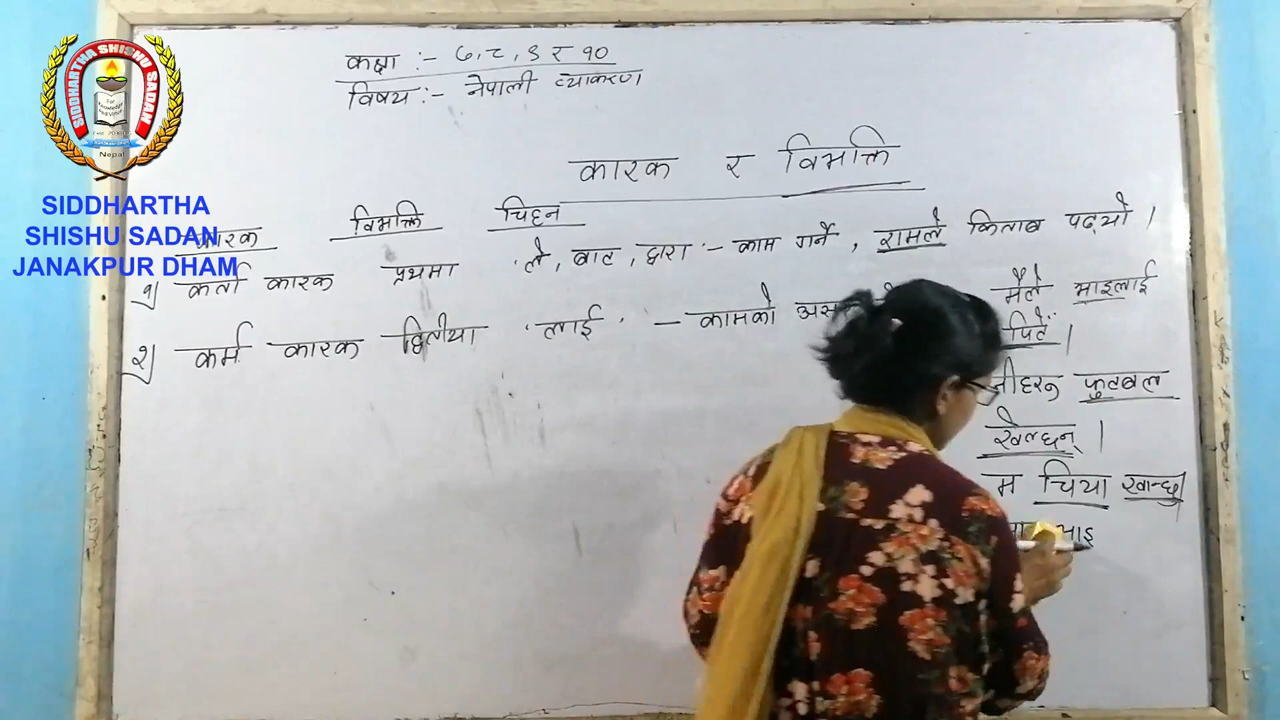 SIDDHARTHA SHISHU SADAN
Nepal
SIDDHARTHA
SHISHU SADAN
JANAKPUR DHAM
कक्षा :- ७, ८, ९ र १०
विषय :- नेपाली व्याकरण
कारक र विभक्ति
कारक विभक्ति चिह्न
१) कर्ता कारक प्रथमा 'ले, बाट, द्वारा - काम गर्ने, रामले किताब पढ्यो ।
२) कर्म कारक द्वितीया 'लाई' - कामको
मैले भाइलाई
पिटेँ ।
फुटबल
खेल्छन् ।
म चिया खान्छु।
भाइ